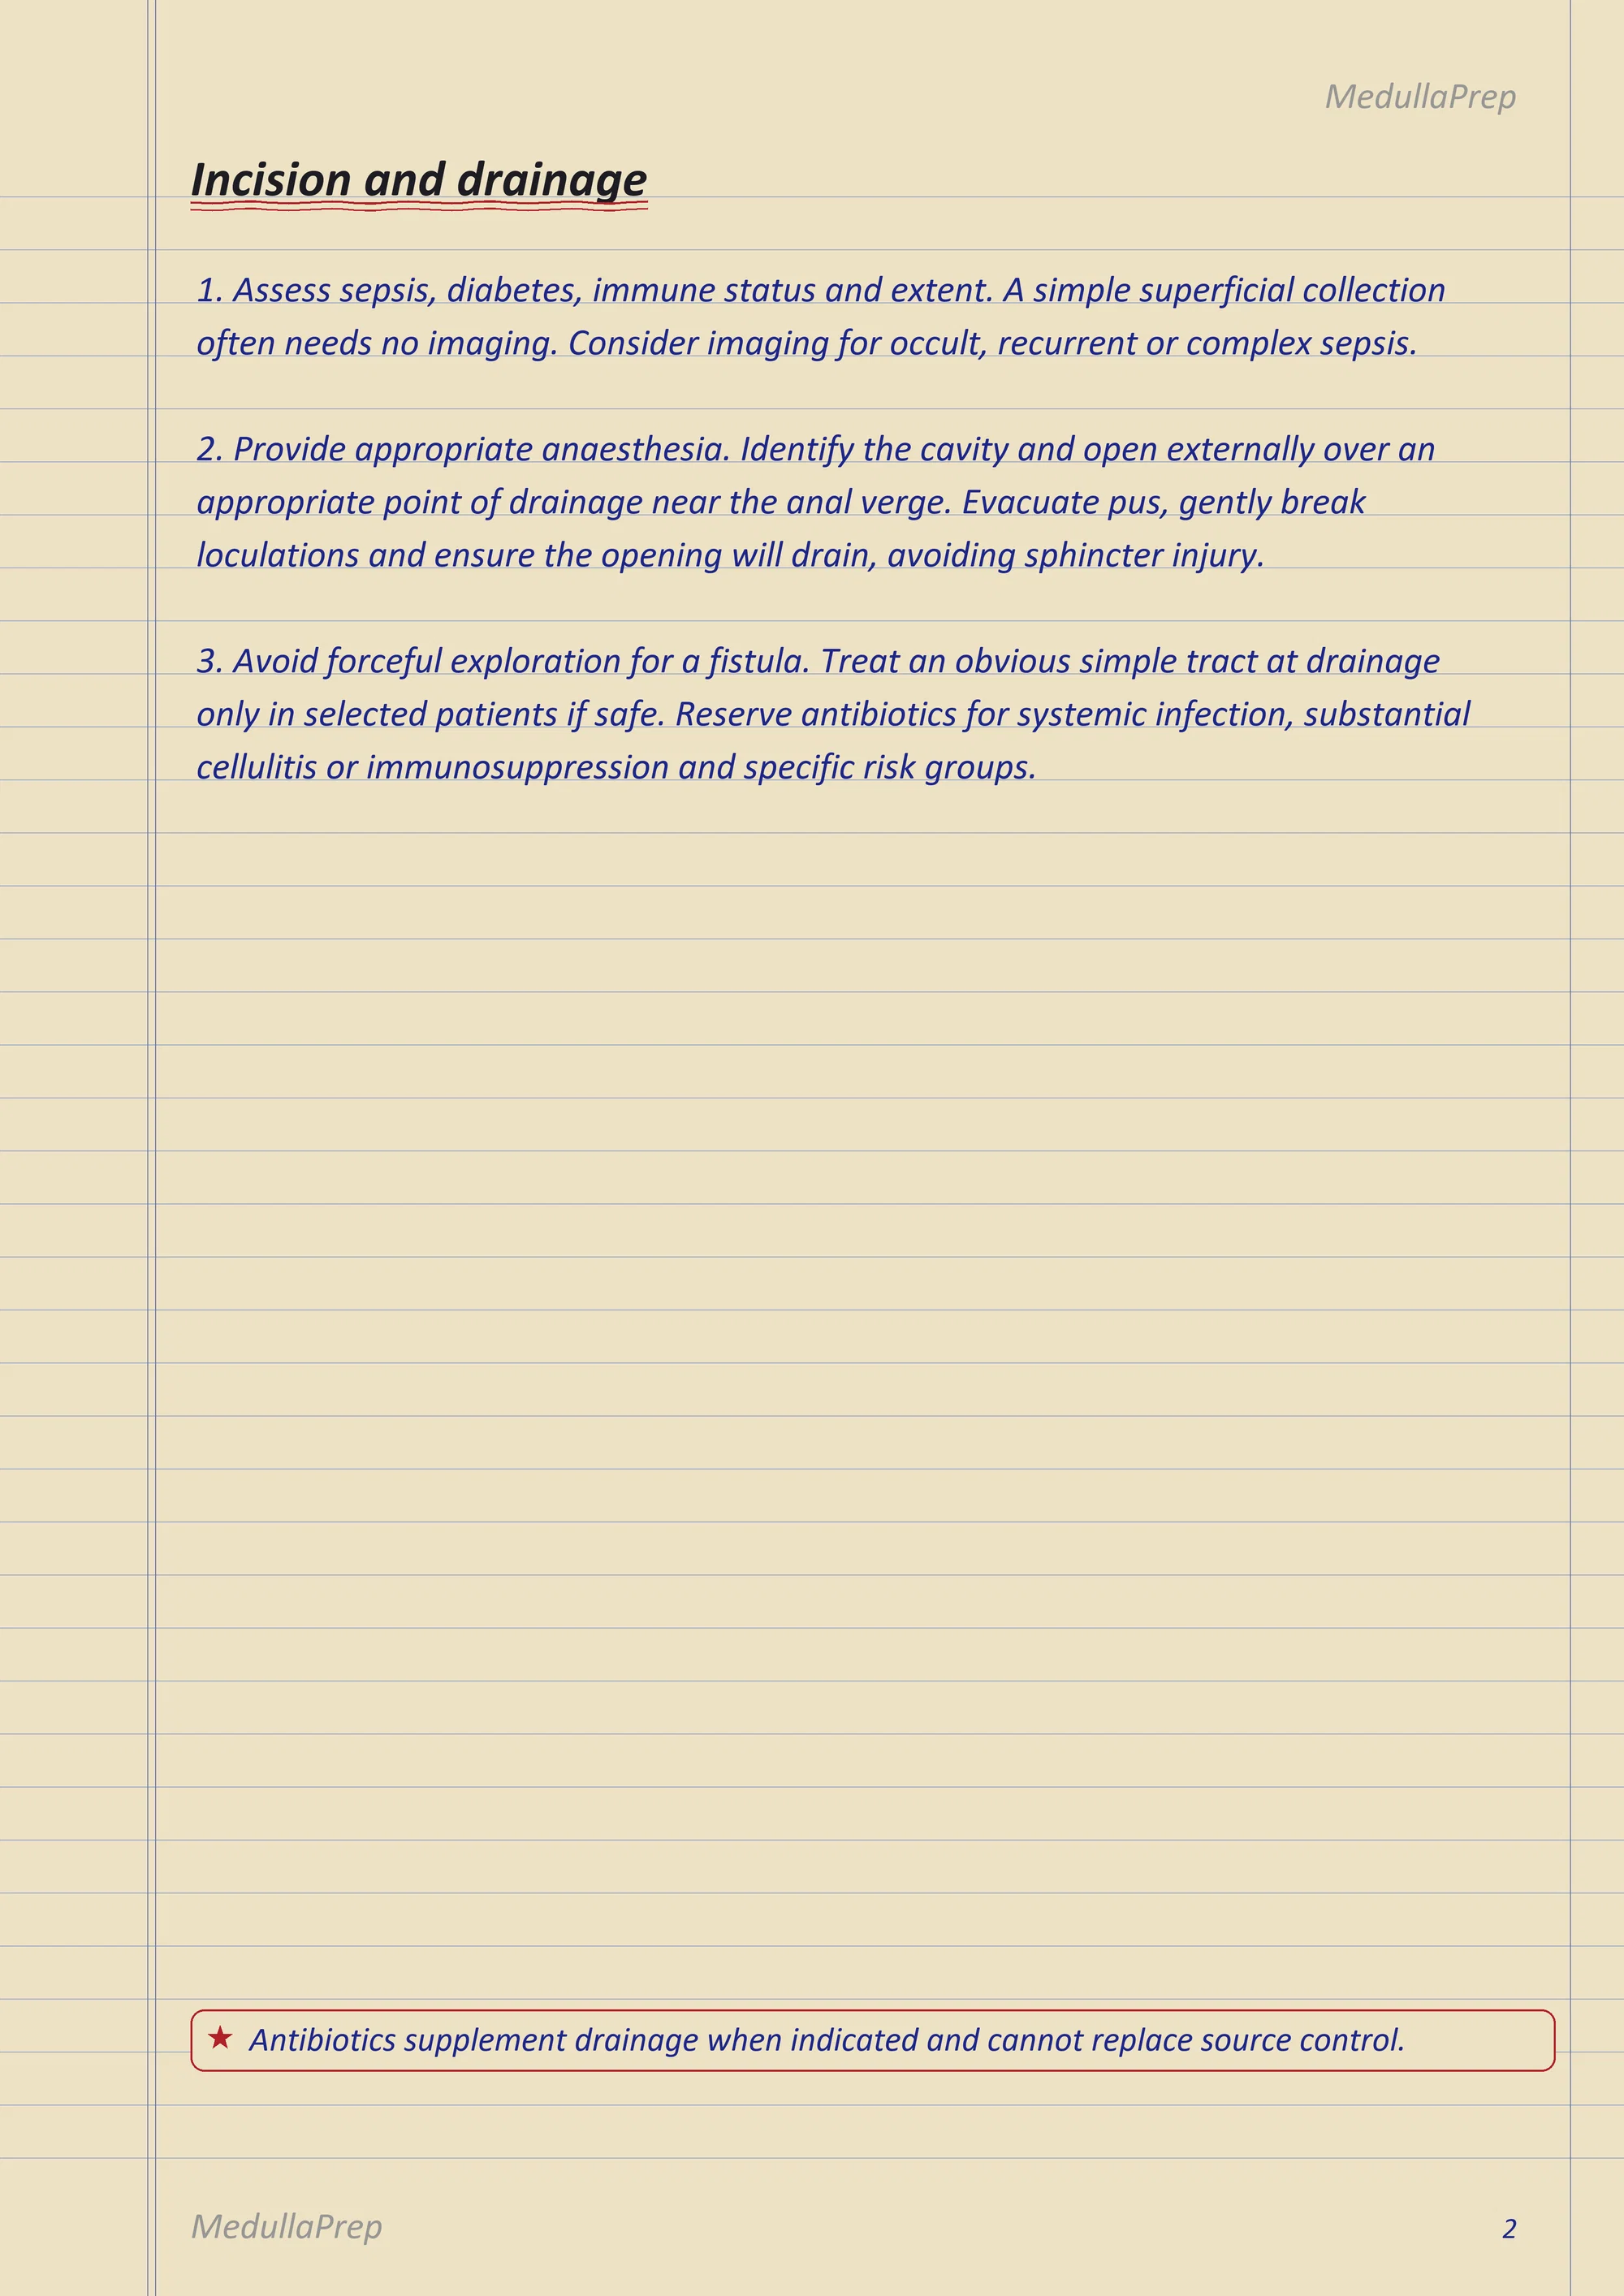 MedullaPrep
Incision and drainage
1. Assess sepsis, diabetes, immune status and extent. A simple superficial collection
often needs no imaging. Consider imaging for occult, recurrent or complex sepsis.
2. Provide appropriate anaesthesia. Identify the cavity and open externally over an
appropriate point of drainage near the anal verge. Evacuate pus, gently break
loculations and ensure the opening will drain, avoiding sphincter injury.
3. Avoid forceful exploration for a fistula. Treat an obvious simple tract at drainage
only in selected patients if safe. Reserve antibiotics for systemic infection, substantial
cellulitis or immunosuppression and specific risk groups.
★ Antibiotics supplement drainage when indicated and cannot replace source control.
MedullaPrep
2